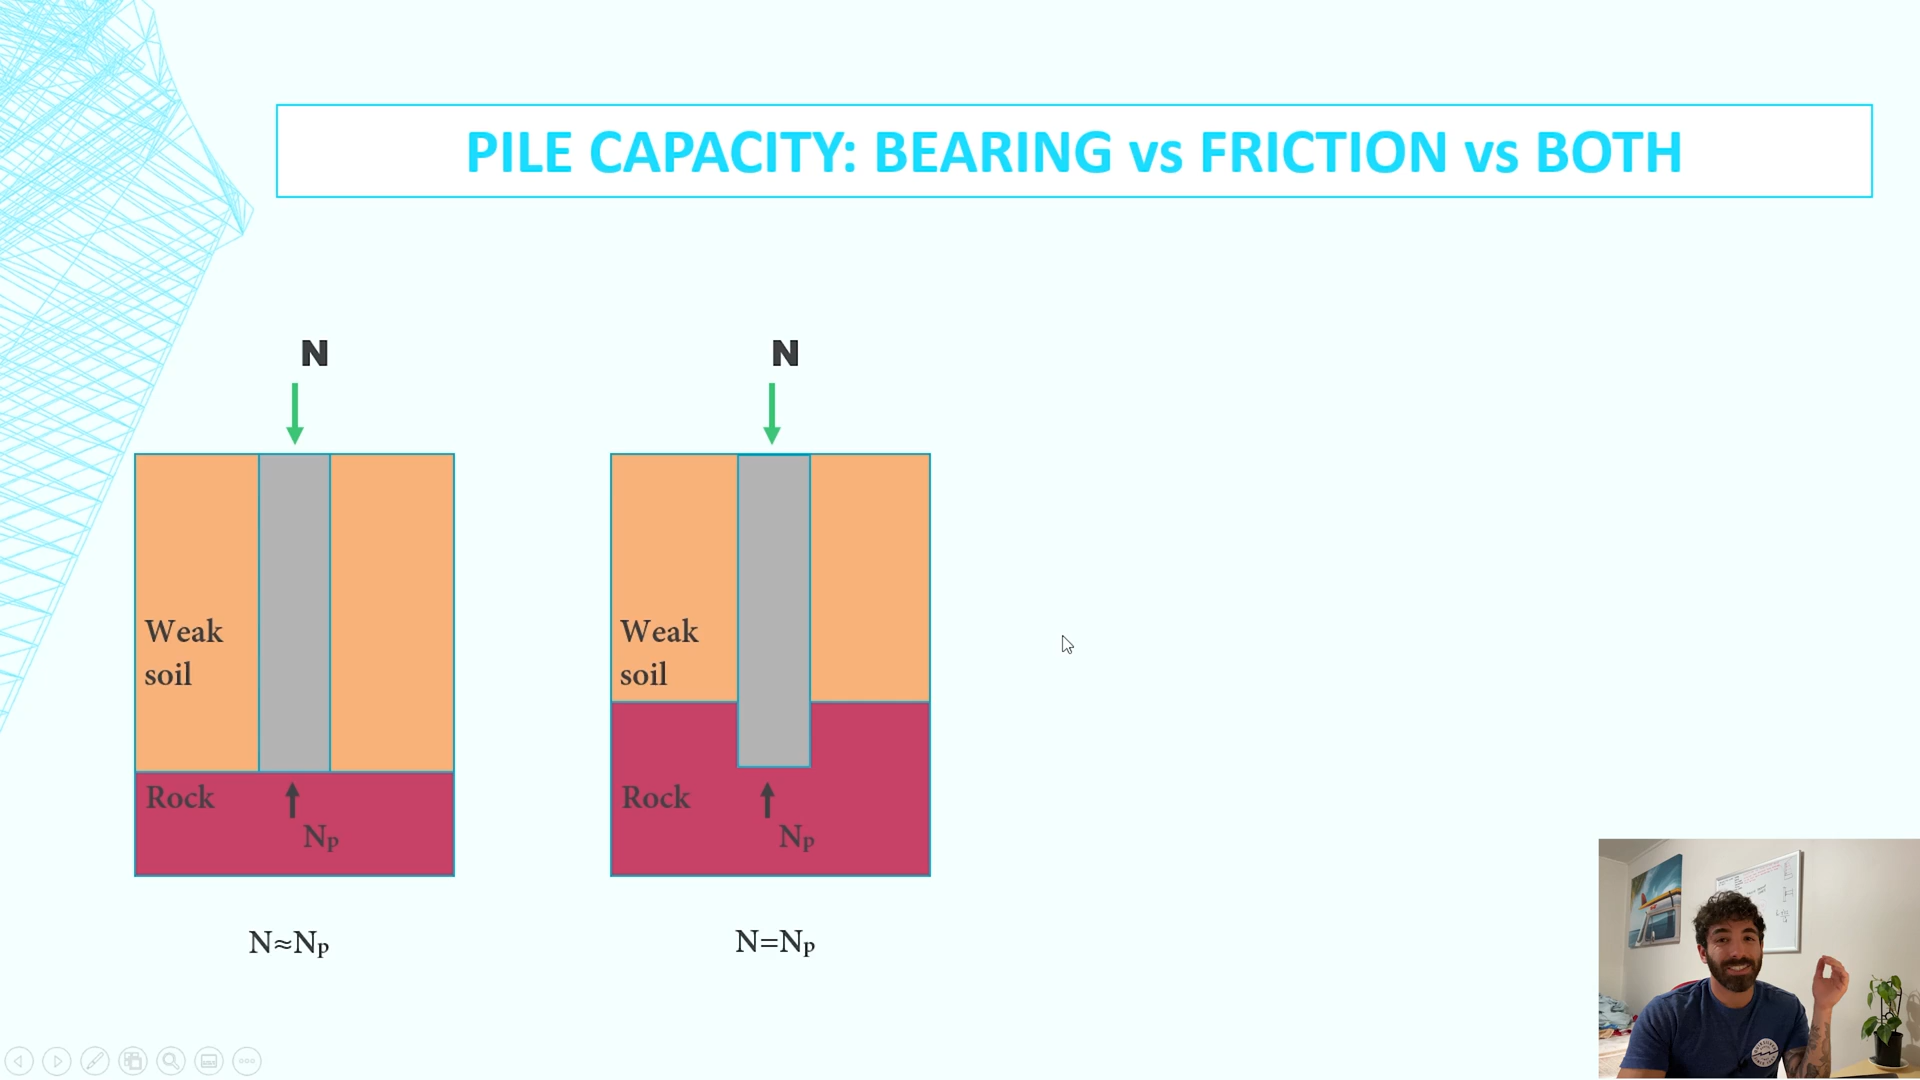 PILE CAPACITY: BEARING vs FRICTION vs BOTH
N
N
Weak
soil
Weak
soil
Rock
Rock
Nₚ
Nₚ
N≈Nₚ
N=Nₚ